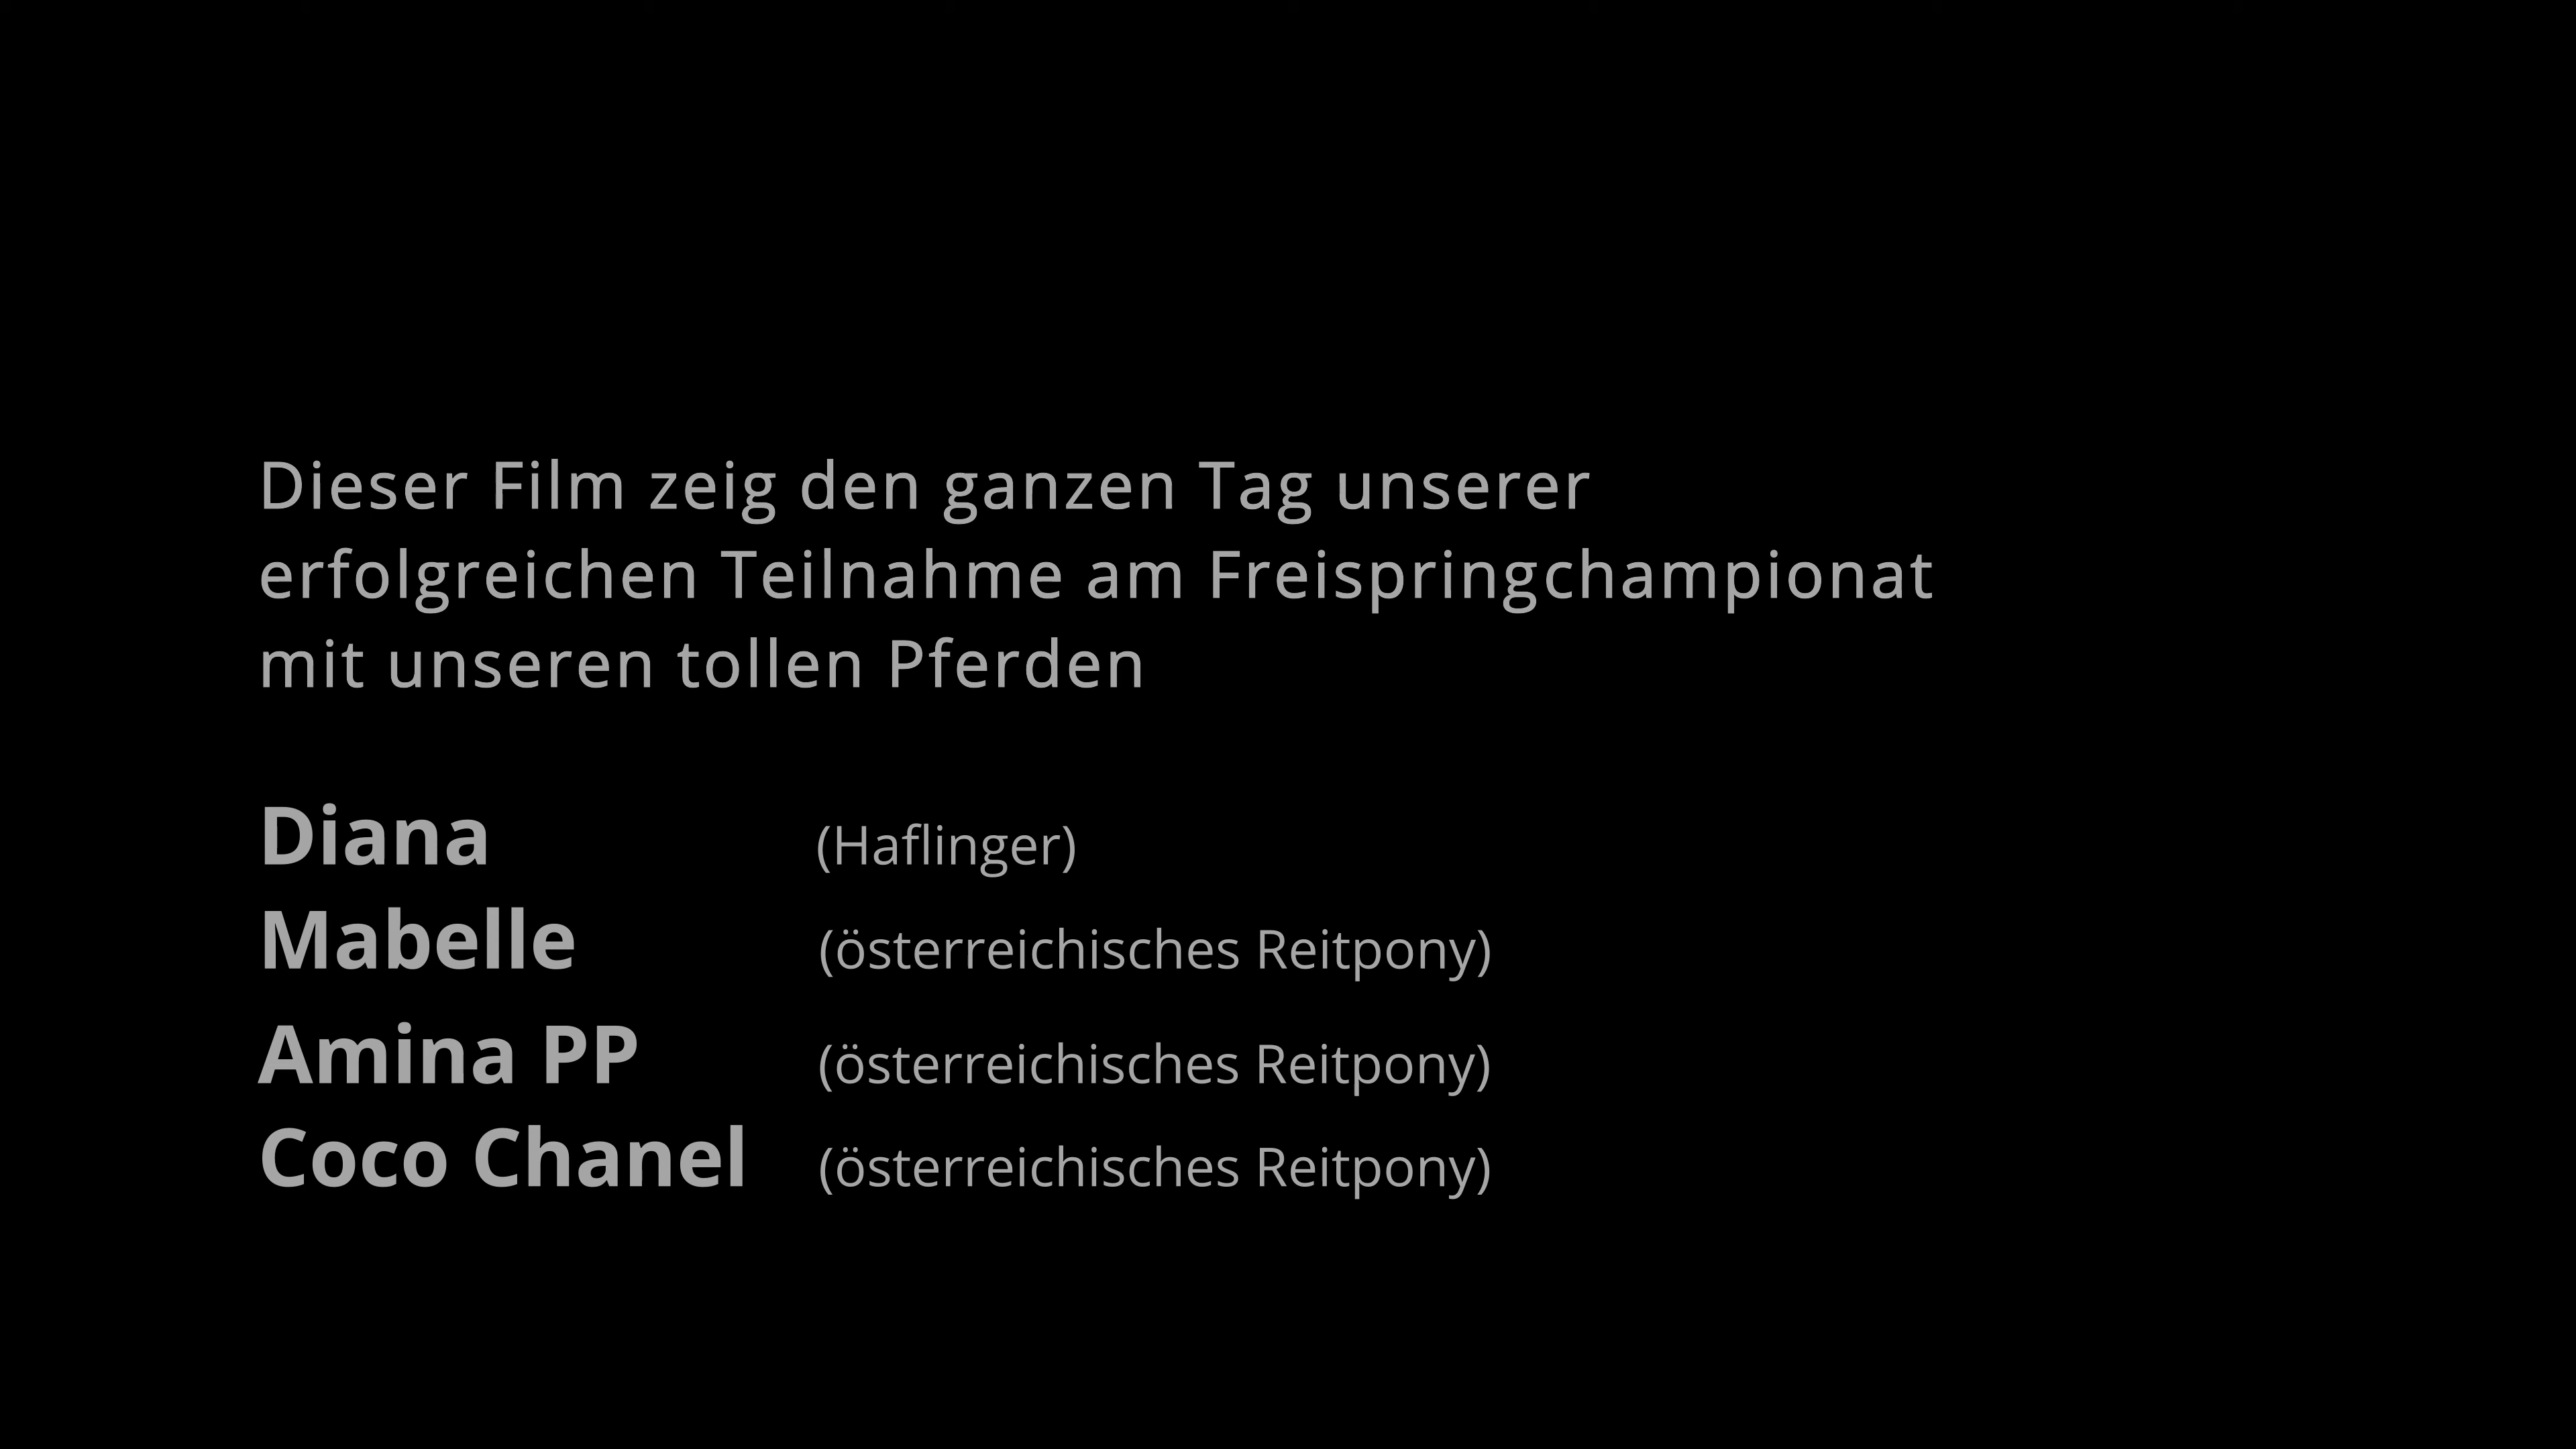 Dieser Film zeig den ganzen Tag unserer
erfolgreichen Teilnahme am Freispringchampionat
mit unseren tollen Pferden
Diana (Haflinger)
Mabelle (österreichisches Reitpony)
Amina PP (österreichisches Reitpony)
Coco Chanel (österreichisches Reitpony)